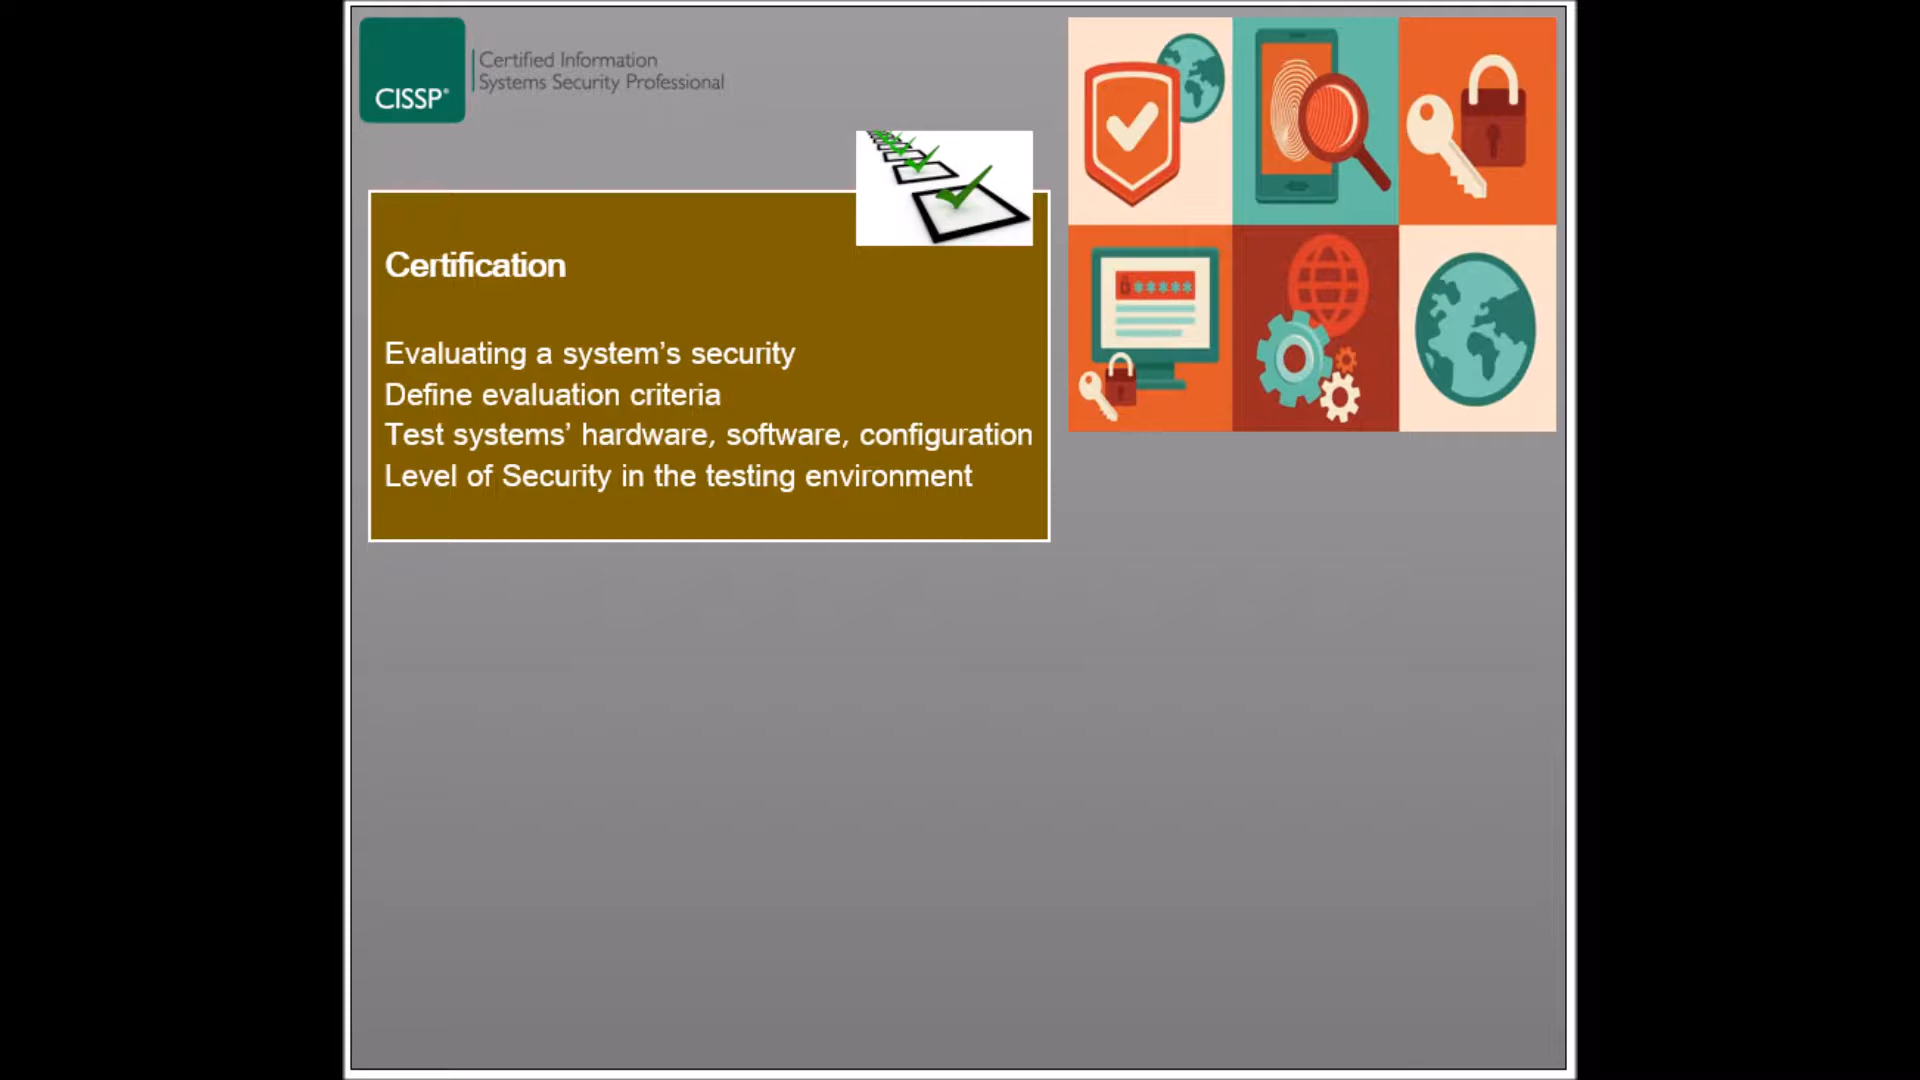 CISSP®
Certified Information
Systems Security Professional
Certification
Evaluating a system’s security
Define evaluation criteria
Test systems’ hardware, software, configuration
Level of Security in the testing environment
*****